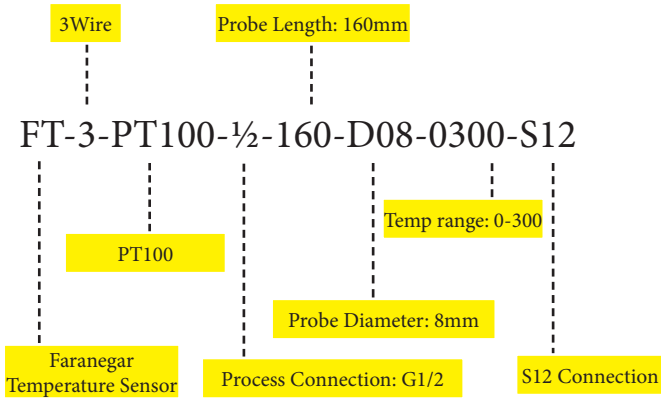 3Wire
Probe Length: 160mm
FT-3-PT100-½-160-D08-0300-S12
Temp range: 0-300
PT100
Probe Diameter: 8mm
Faranegar
Temperature Sensor
Process Connection: G1/2
S12 Connection